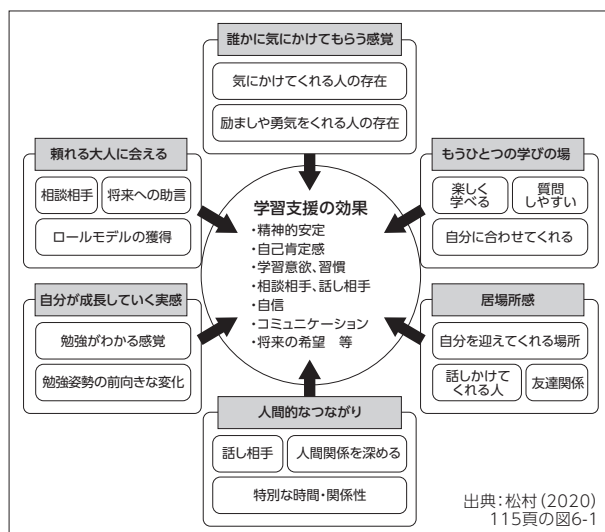 誰かに気にかけてもらう感覚
気にかけてくれる人の存在
励ましや勇気をくれる人の存在
頼れる大人に会える
相談相手
将来への助言
ロールモデルの獲得
もうひとつの学びの場
楽しく
学べる
質問
しやすい
自分に合わせてくれる
学習支援の効果
・精神的安定
・自己肯定感
・学習意欲、習慣
・相談相手、話し相手
・自信
・コミュニケーション
・将来の希望　等
自分が成長していく実感
勉強がわかる感覚
勉強姿勢の前向きな変化
居場所感
自分を迎えてくれる場所
話しかけて
くれる人
友達関係
人間的なつながり
話し相手
人間関係を深める
特別な時間・関係性
出典：松村（2020）
115頁の図6-1